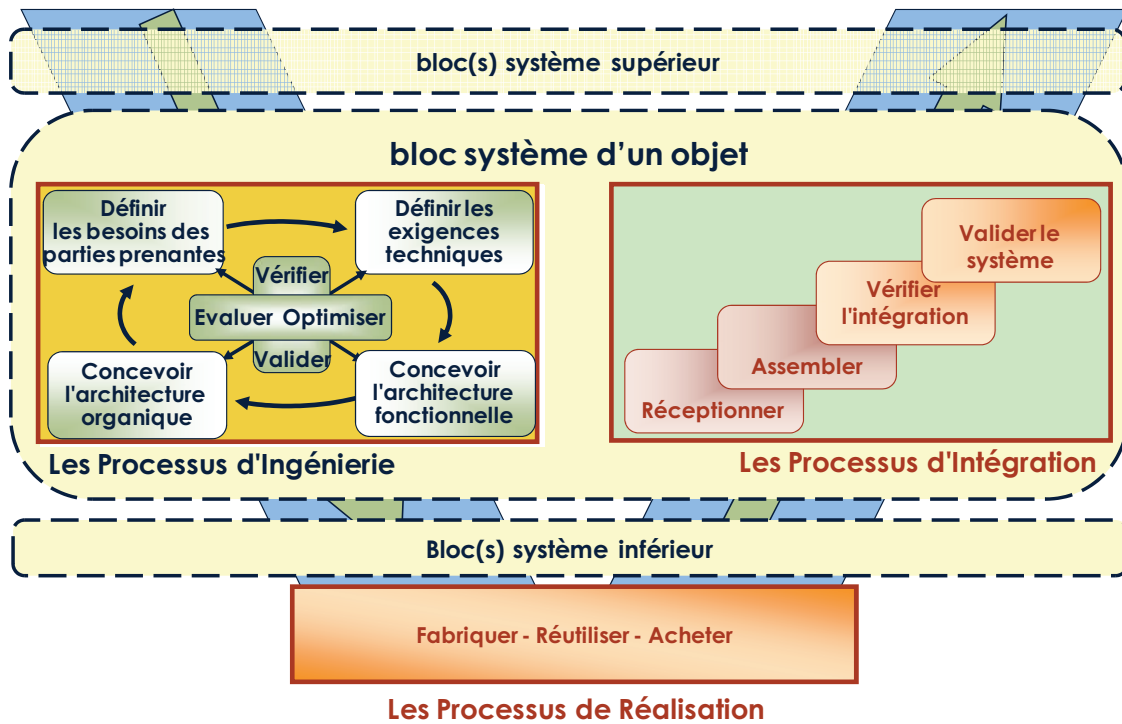 bloc(s) système supérieur
bloc système d’un objet
Définir
les besoins des
parties prenantes
Définir les
exigences
techniques
Vérifier
Evaluer Optimiser
Valider
Concevoir
l'architecture
organique
Concevoir
l'architecture
fonctionnelle
Les Processus d'Ingénierie
Valider le
système
Vérifier
l'intégration
Assembler
Réceptionner
Les Processus d'Intégration
Bloc(s) système inférieur
Fabriquer - Réutiliser - Acheter
Les Processus de Réalisation